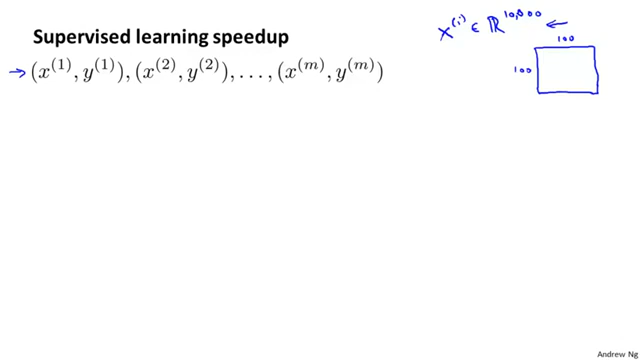 Supervised learning speedup
→ (x^(1), y^(1)), (x^(2), y^(2)), ..., (x^(m), y^(m))
x^(i) ∈ ℝ^10,000 ←
100
100
Andrew Ng